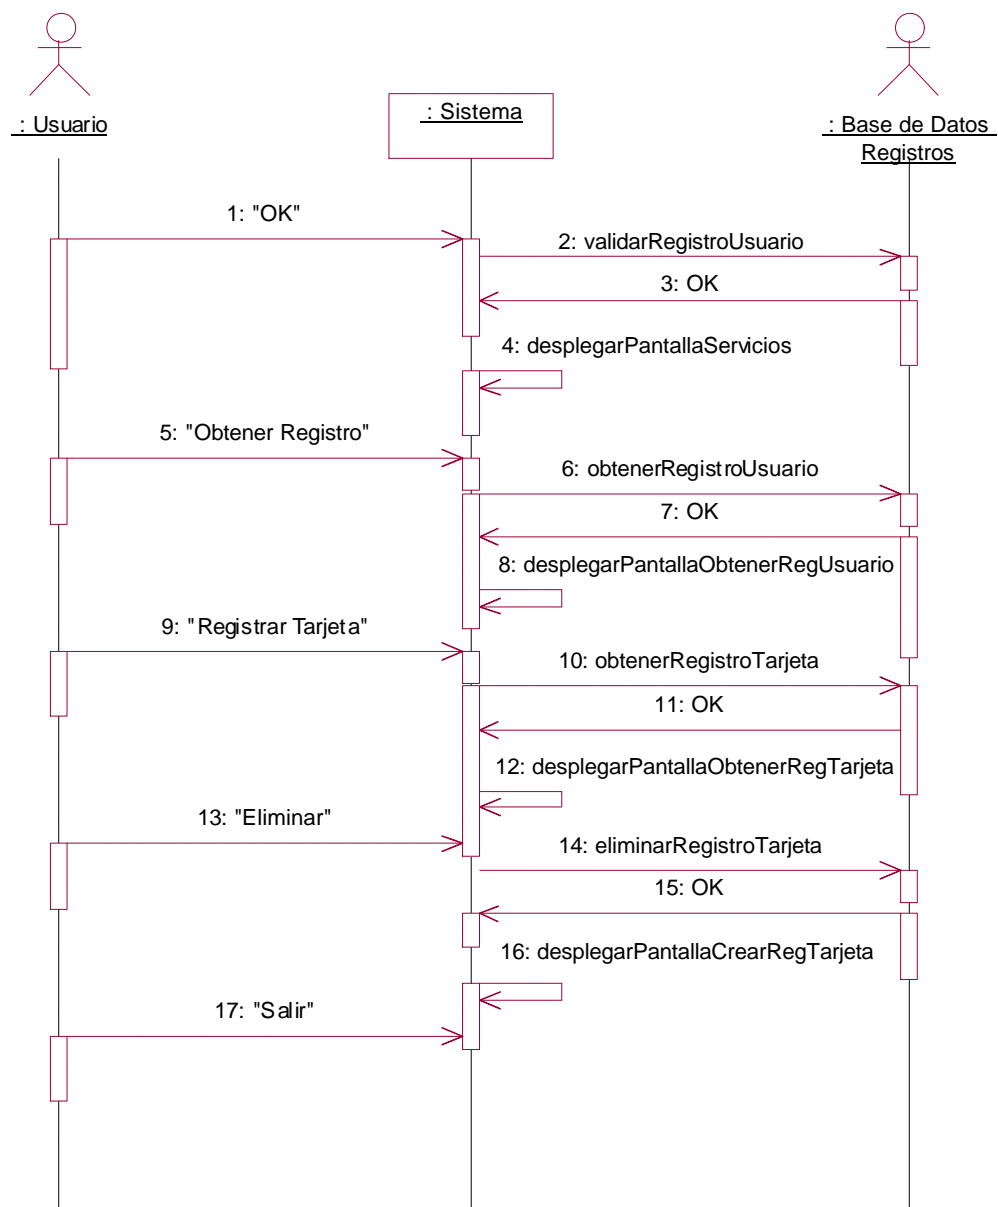 : Usuario
: Sistema
: Base de Datos
Registros
1: "OK"
2: validarRegistroUsuario
3: OK
4: desplegarPantallaServicios
5: "Obtener Registro"
6: obtenerRegistroUsuario
7: OK
8: desplegarPantallaObtenerRegUsuario
9: "Registrar Tarjeta"
10: obtenerRegistroTarjeta
11: OK
12: desplegarPantallaObtenerRegTarjeta
13: "Eliminar"
14: eliminarRegistroTarjeta
15: OK
16: desplegarPantallaCrearRegTarjeta
17: "Salir"